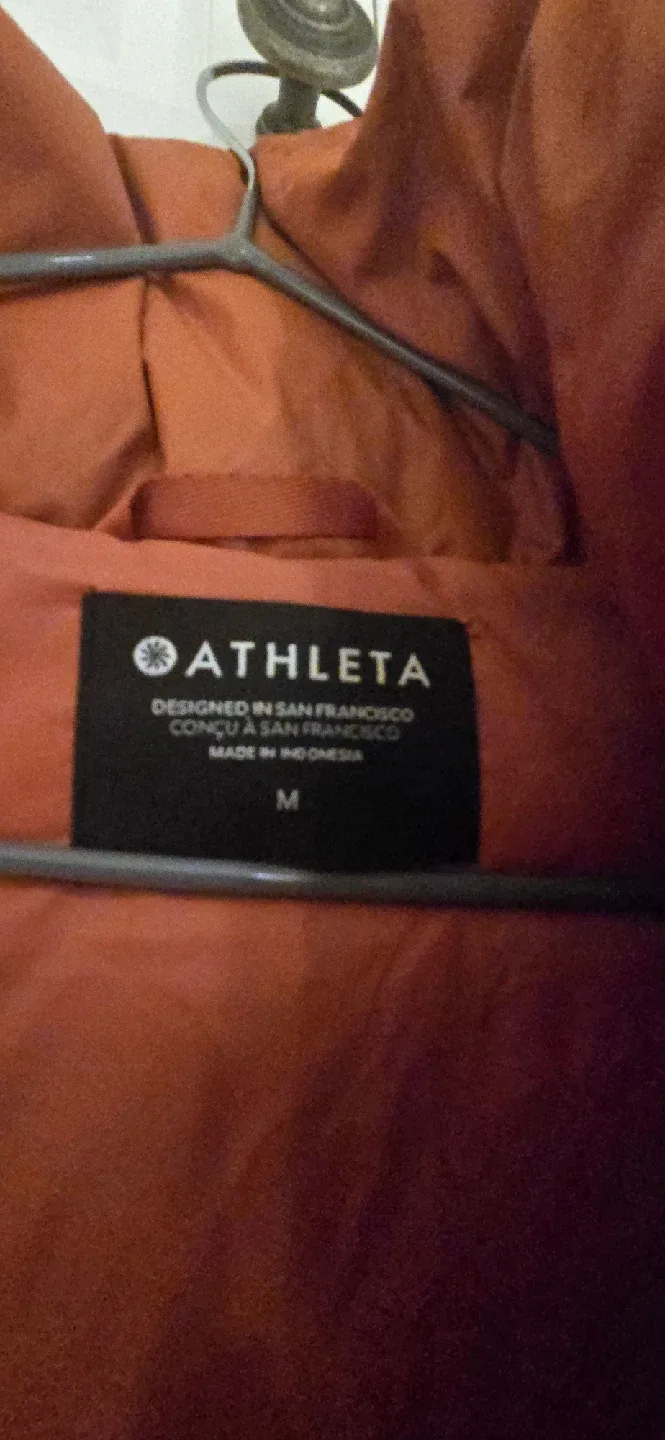 ATHLETA
DESIGNED IN SAN FRANCISCO
CONÇU À SAN FRANCISCO
MADE IN INDONESIA
M